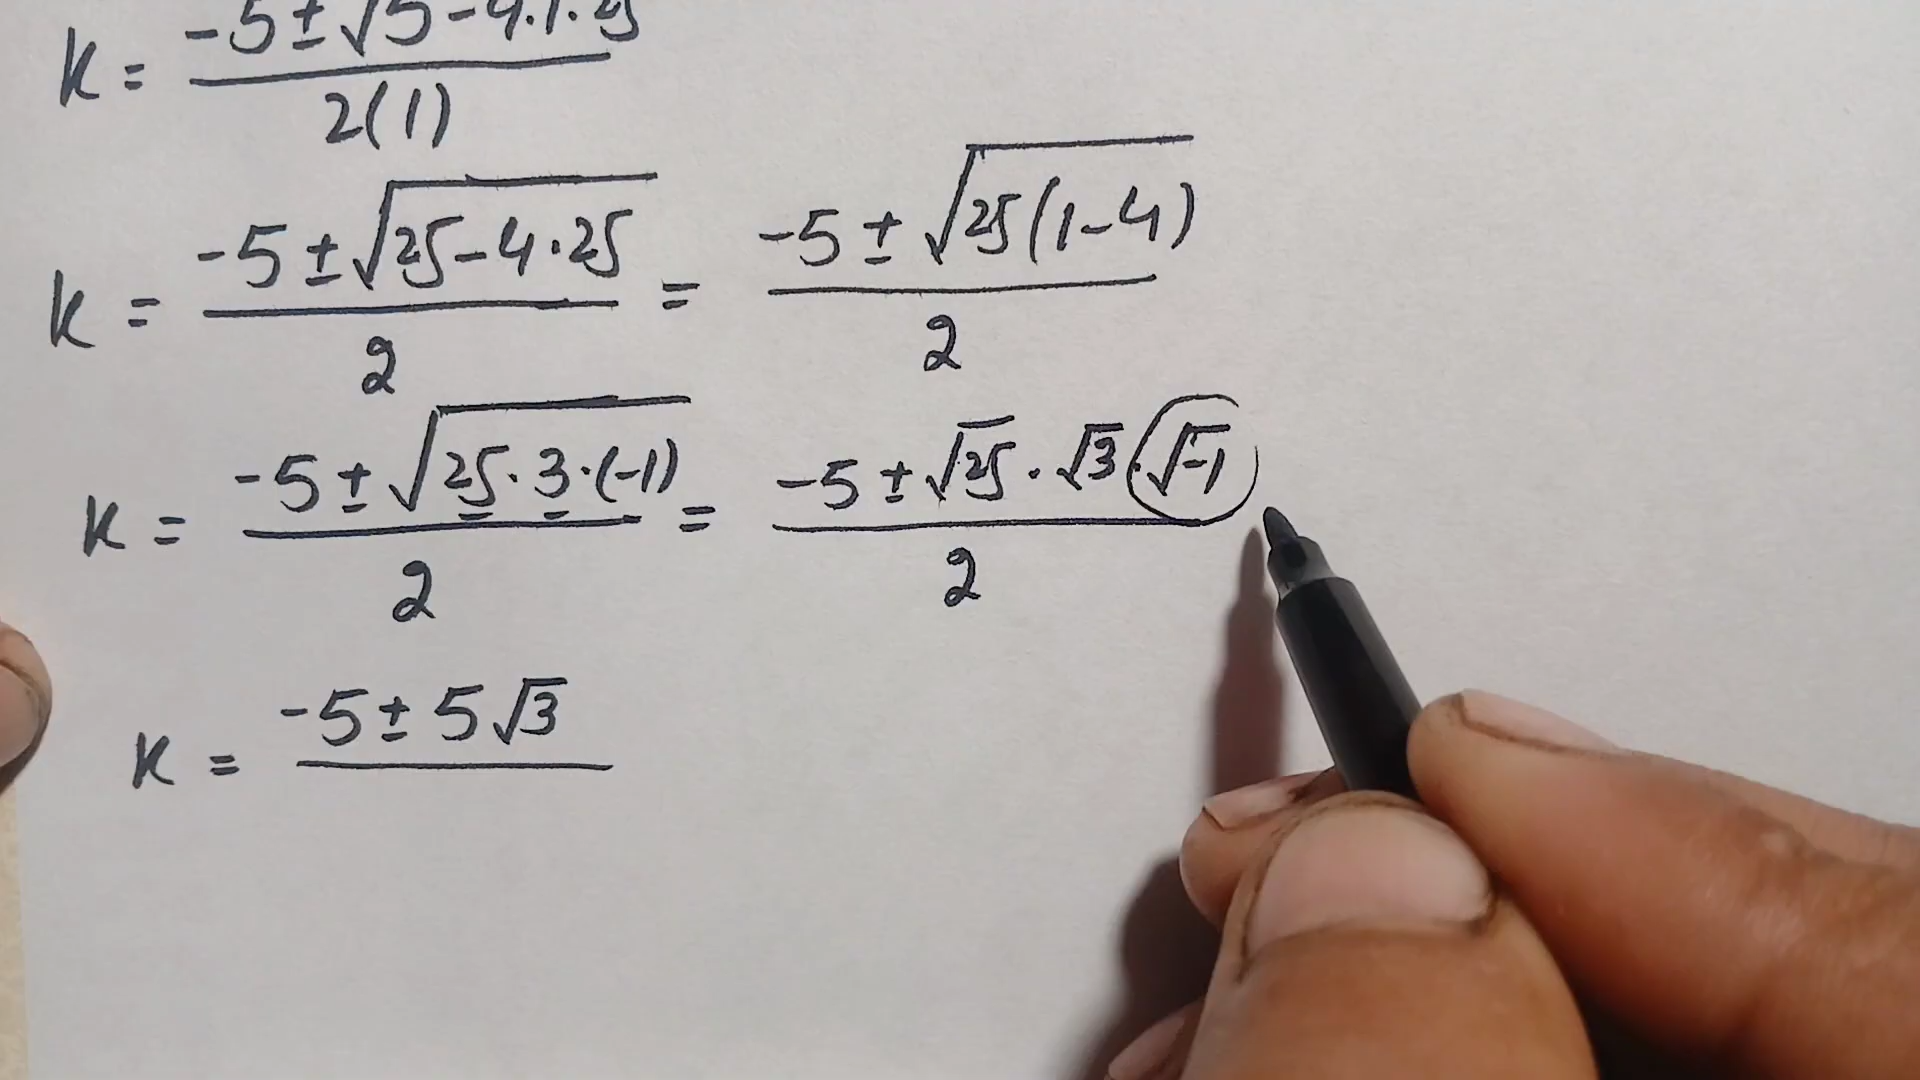 K = (-5 ± √5 - 4.1.25) / 2(1)
K = (-5 ± √(25 - 4·25)) / 2 = (-5 ± √(25(1-4))) / 2
K = (-5 ± √(25·3·(-1))) / 2 = (-5 ± √25 · √3 · √-1) / 2
K = -5 ± 5√3